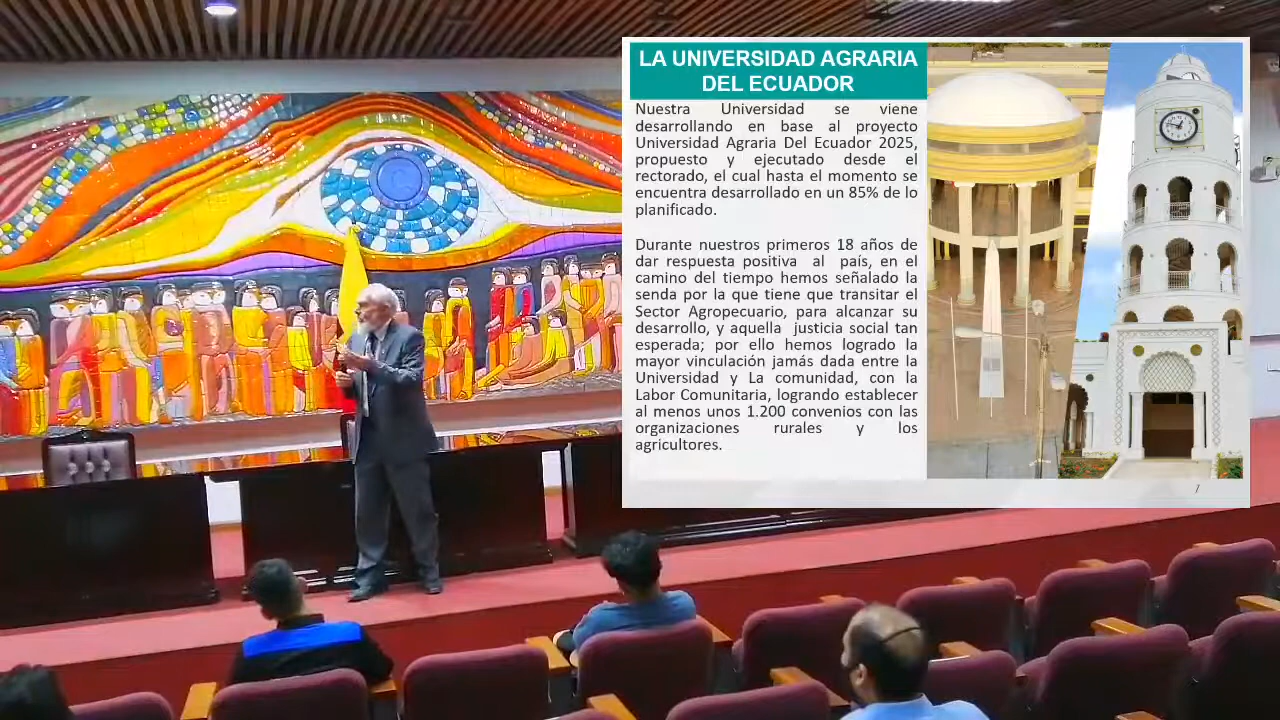 LA UNIVERSIDAD AGRARIA
DEL ECUADOR
Nuestra Universidad se viene
desarrollando en base al proyecto
Universidad Agraria Del Ecuador 2025,
propuesto y ejecutado desde el
rectorado, el cual hasta el momento se
encuentra desarrollado en un 85% de lo
planificado.
Durante nuestros primeros 18 años de
dar respuesta positiva al país, en el
camino del tiempo hemos señalado la
senda por la que tiene que transitar el
Sector Agropecuario, para alcanzar su
desarrollo, y aquella justicia social tan
esperada; por ello hemos logrado la
mayor vinculación jamás dada entre la
Universidad y La comunidad, con la
Labor Comunitaria, logrando establecer
al menos unos 1.200 convenios con las
organizaciones rurales y los
agricultores.
7